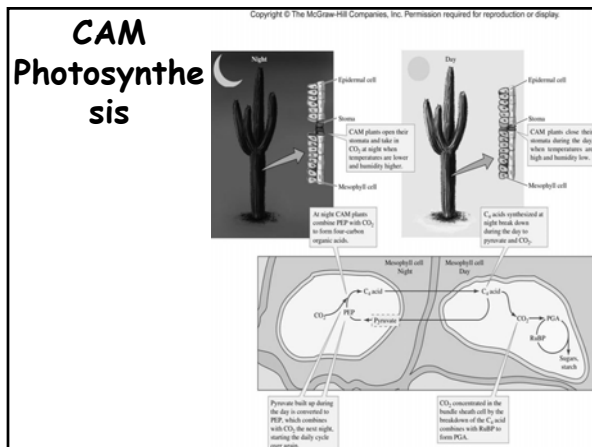 Copyright © The McGraw-Hill Companies, Inc. Permission required for reproduction or display.
CAM
Photosynthe
sis
Night
Epidermal cell
Stoma
CAM plants open their
stomata and take in
CO2 at night when
temperatures are lower
and humidity higher.
Mesophyll cell
Day
Epidermal cell
Stoma
CAM plants close their
stomata during the day
when temperatures are
high and humidity low.
Mesophyll cell
At night CAM plants
combine PEP with CO2
to form four-carbon
organic acids.
C4 acids synthesized at
night break down
during the day to
pyruvate and CO2.
Mesophyll cell
Night
Mesophyll cell
Day
C4 acid
C4 acid
CO2
PEP
Pyruvate
CO2
PGA
RuBP
Sugars,
starch
Pyruvate built up during
the day is converted to
PEP, which combines
with CO2 the next night,
starting the daily cycle
over again.
CO2 concentrated in the
bundle sheath cell by the
breakdown of the C4 acid
combines with RuBP to
form PGA.